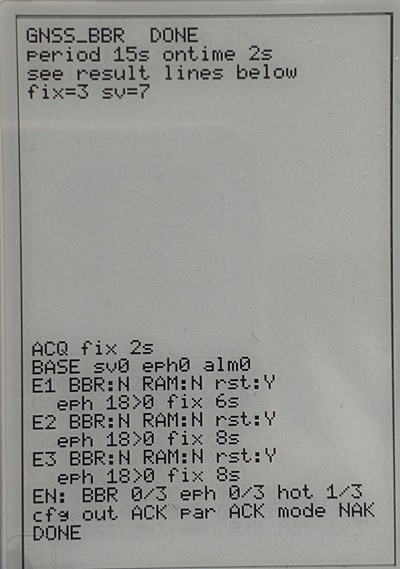 GNSS_BBR  DONE
period 15s ontime 2s
see result lines below
fix=3 sv=7
ACQ fix 2s
BASE sv0 eph0 alm0
E1 BBR:N RAM:N rst:Y
eph 18>0 fix 6s
E2 BBR:N RAM:N rst:Y
eph 18>0 fix 8s
E3 BBR:N RAM:N rst:Y
eph 18>0 fix 8s
EN: BBR 0/3 eph 0/3 hot 1/3
cfg out ACK par ACK mode NAK
DONE